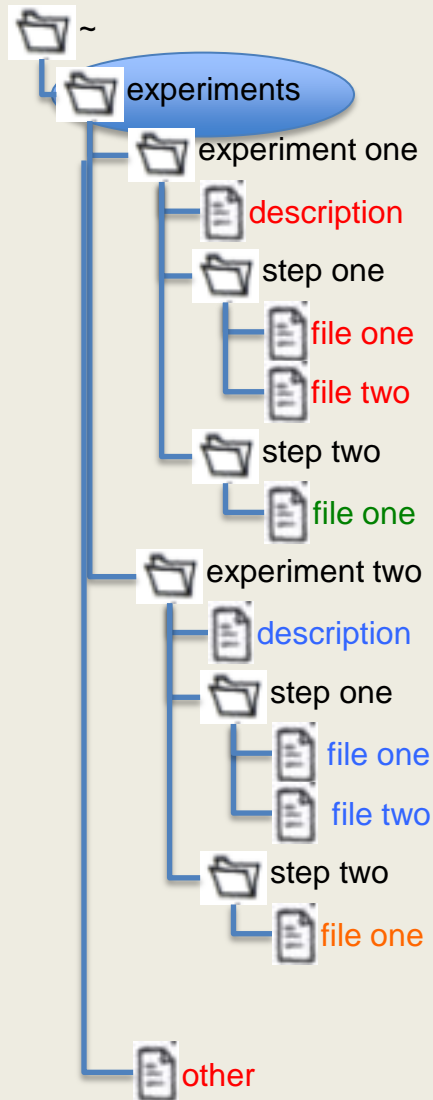 ~
experiments
experiment one
description
step one
file one
file two
step two
file one
experiment two
description
step one
file one
file two
step two
file one
other